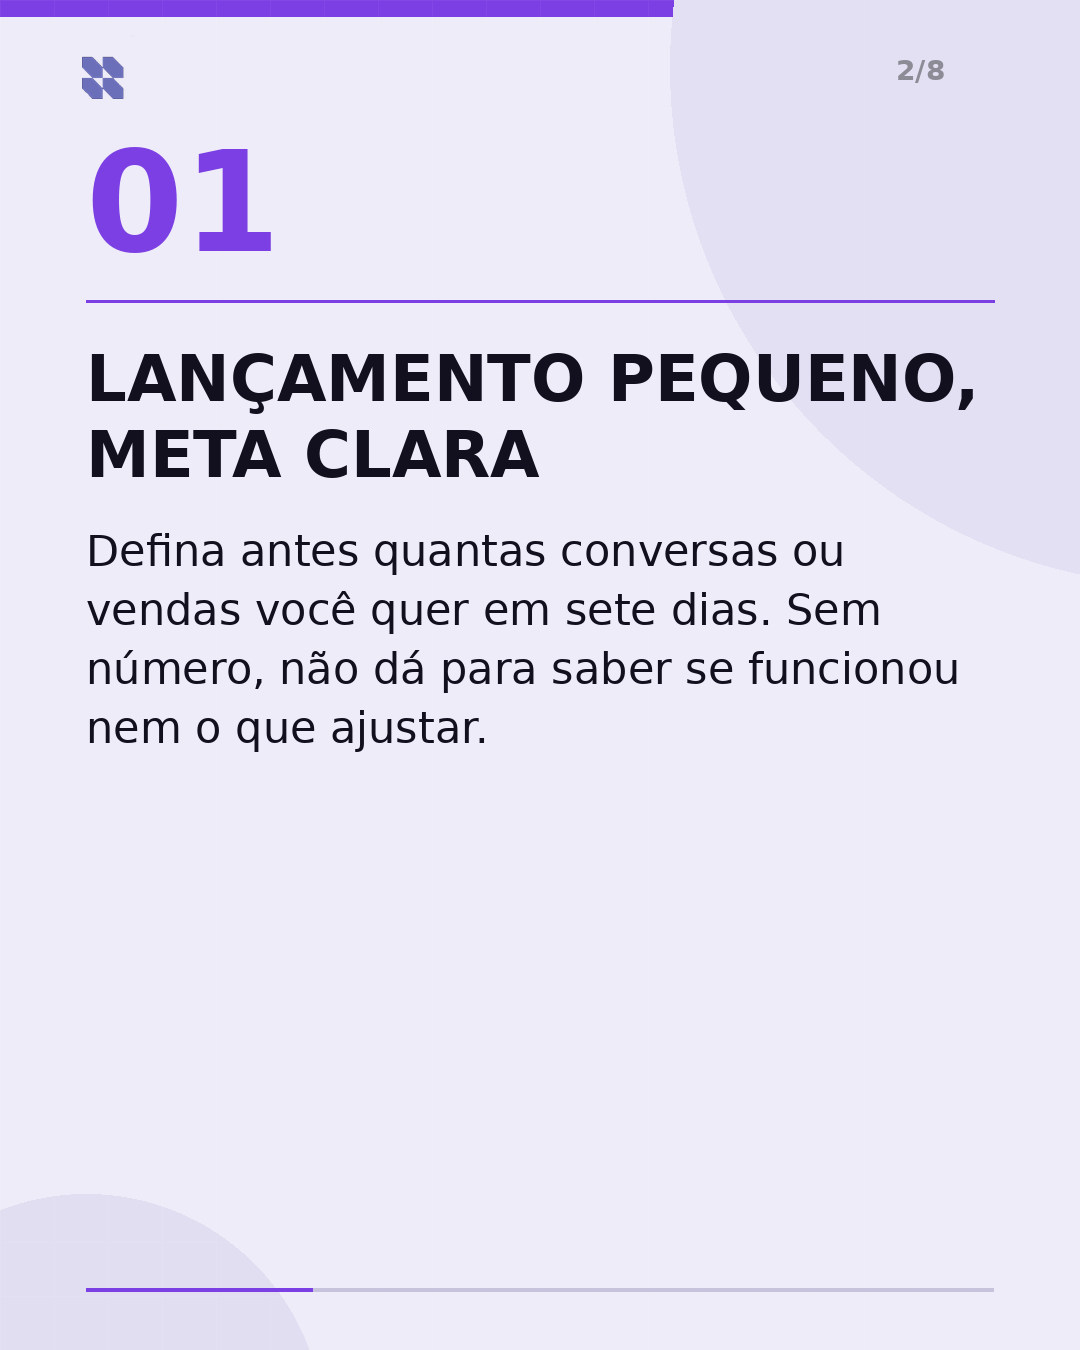 2/8
01
LANÇAMENTO PEQUENO,
META CLARA
Defina antes quantas conversas ou
vendas você quer em sete dias. Sem
número, não dá para saber se funcionou
nem o que ajustar.